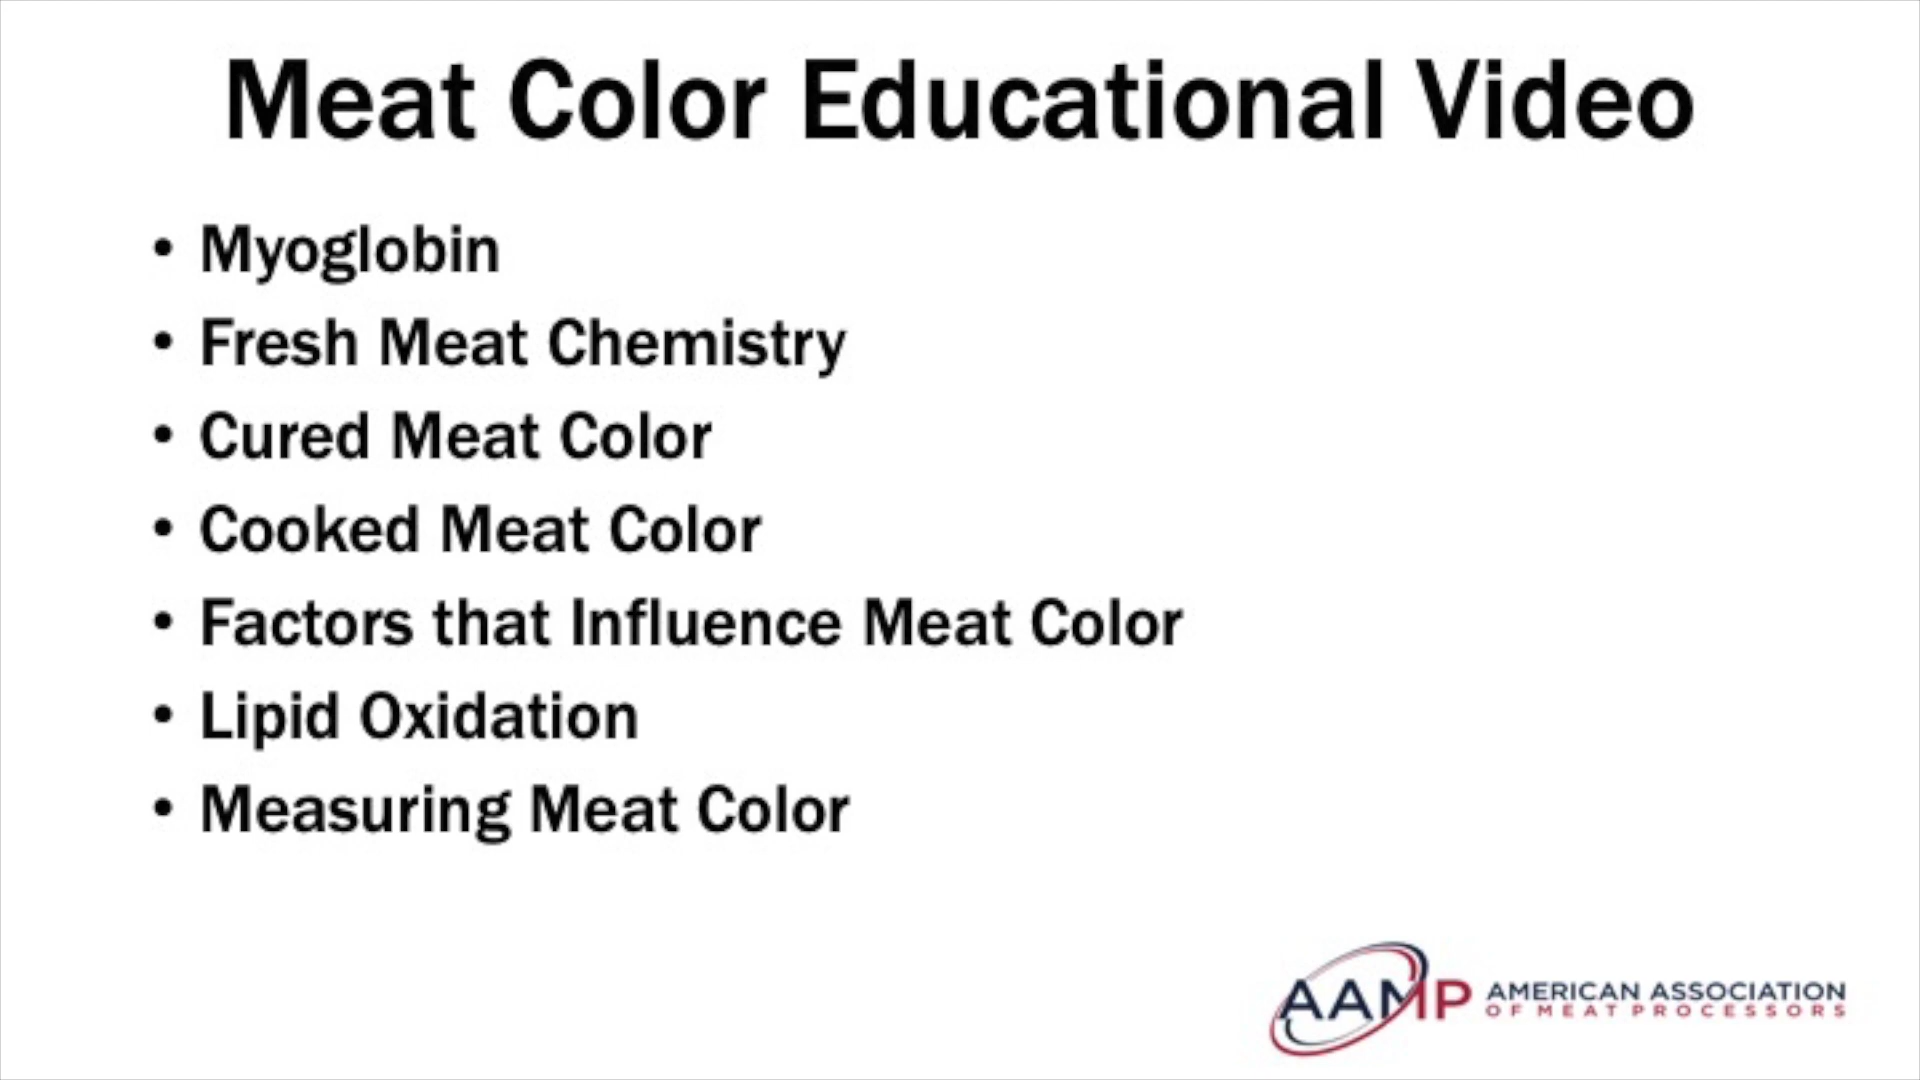 Meat Color Educational Video
• Myoglobin
• Fresh Meat Chemistry
• Cured Meat Color
• Cooked Meat Color
• Factors that Influence Meat Color
• Lipid Oxidation
• Measuring Meat Color
AAMP AMERICAN ASSOCIATION
OF MEAT PROCESSORS